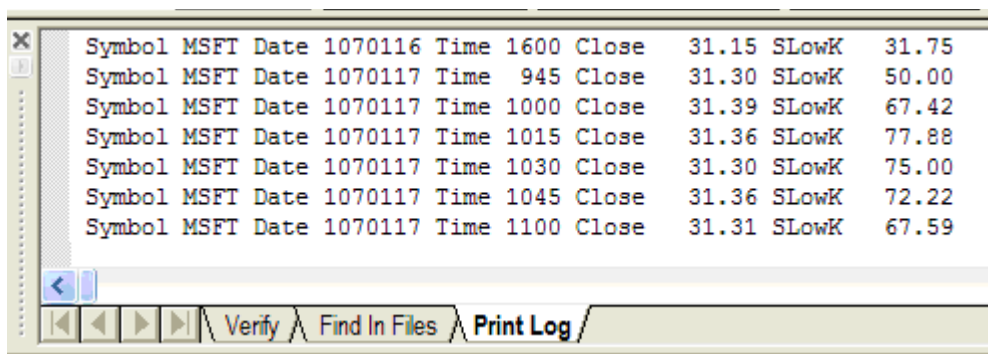 Symbol MSFT Date 1070116 Time 1600 Close   31.15 SLowK   31.75
Symbol MSFT Date 1070117 Time  945 Close   31.30 SLowK   50.00
Symbol MSFT Date 1070117 Time 1000 Close   31.39 SLowK   67.42
Symbol MSFT Date 1070117 Time 1015 Close   31.36 SLowK   77.88
Symbol MSFT Date 1070117 Time 1030 Close   31.30 SLowK   75.00
Symbol MSFT Date 1070117 Time 1045 Close   31.36 SLowK   72.22
Symbol MSFT Date 1070117 Time 1100 Close   31.31 SLowK   67.59
Verify Find In Files Print Log